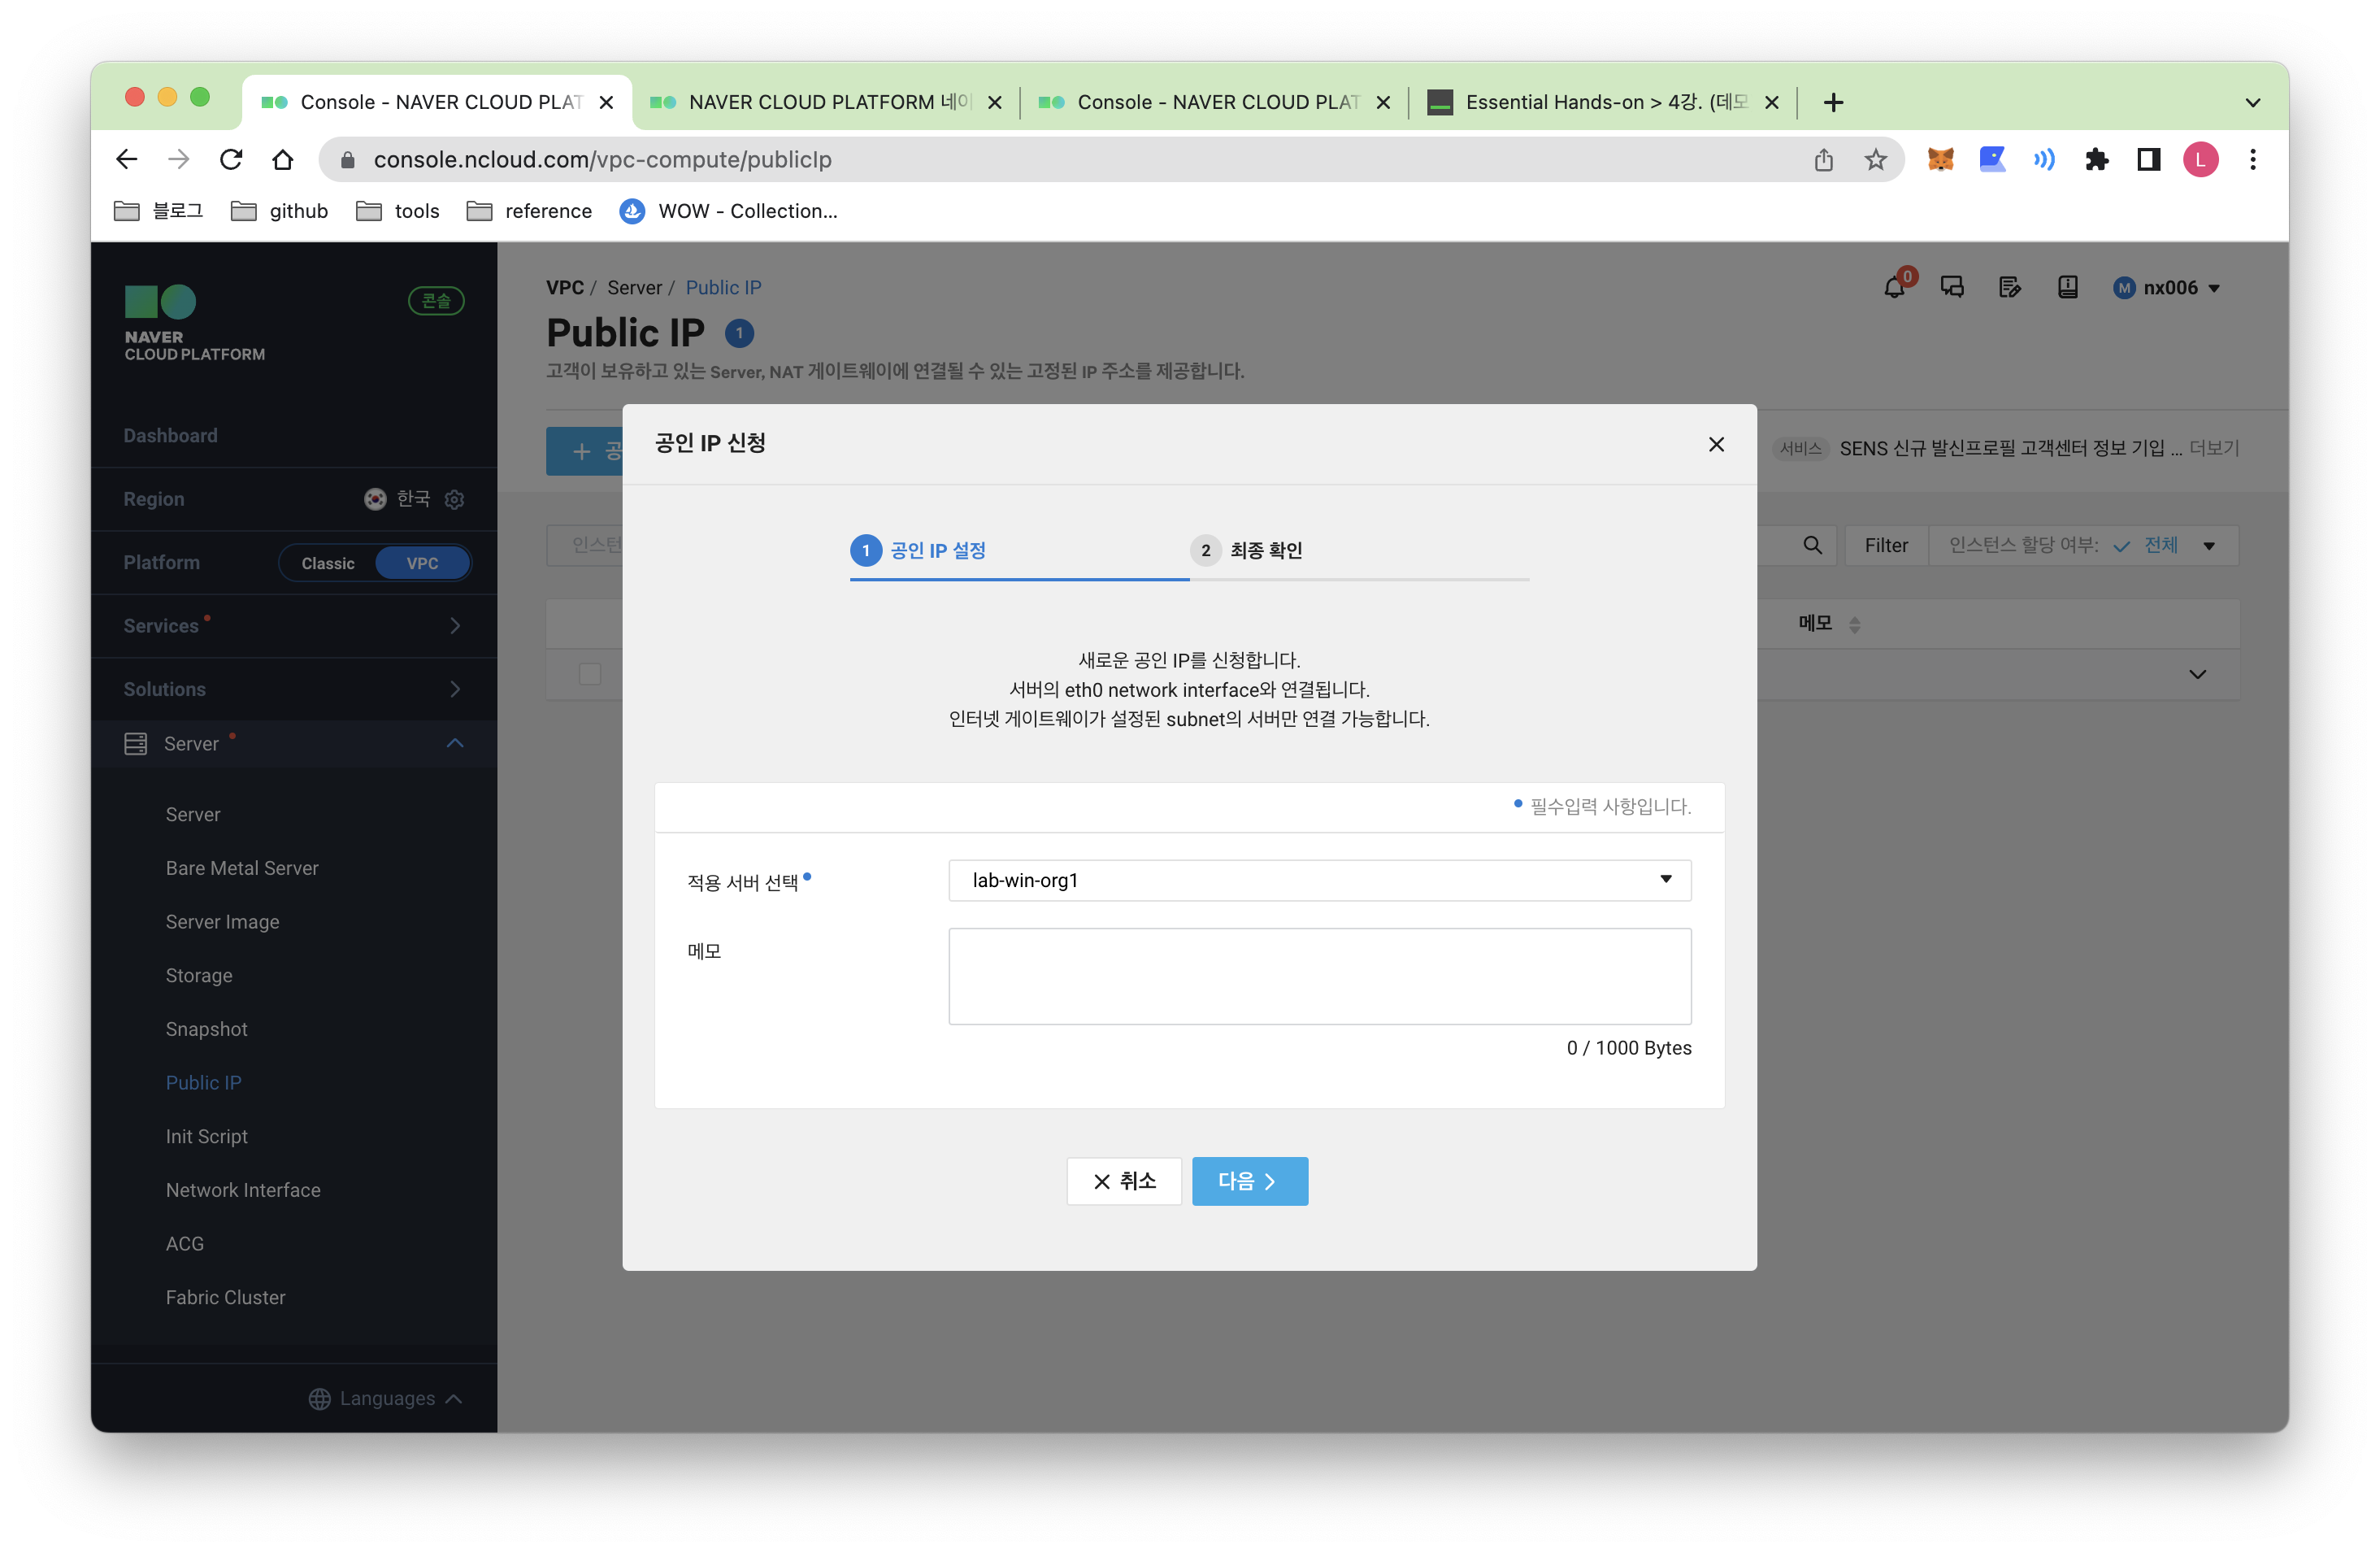 Console - NAVER CLOUD PLAT
NAVER CLOUD PLATFORM 네이
Console - NAVER CLOUD PLAT
Essential Hands-on > 4강. (데모
console.ncloud.com/vpc-compute/publicIp
L
블로그
github
tools
reference
WOW - Collection...
NAVER
CLOUD PLATFORM
콘솔
Dashboard
Region
한국
Platform
Classic
VPC
Services
Solutions
Server
Server
Bare Metal Server
Server Image
Storage
Snapshot
Public IP
Init Script
Network Interface
ACG
Fabric Cluster
Languages
VPC / Server / Public IP
0
M nx006
Public IP 1
고객이 보유하고 있는 Server, NAT 게이트웨이에 연결될 수 있는 고정된 IP 주소를 제공합니다.
+ 공
서비스 SENS 신규 발신프로필 고객센터 정보 기입 ... 더보기
인스턴
Filter
인스턴스 할당 여부: 전체
메모
공인 IP 신청
1 공인 IP 설정
2 최종 확인
새로운 공인 IP를 신청합니다.
서버의 eth0 network interface와 연결됩니다.
인터넷 게이트웨이가 설정된 subnet의 서버만 연결 가능합니다.
필수입력 사항입니다.
적용 서버 선택
lab-win-org1
메모
0 / 1000 Bytes
취소
다음